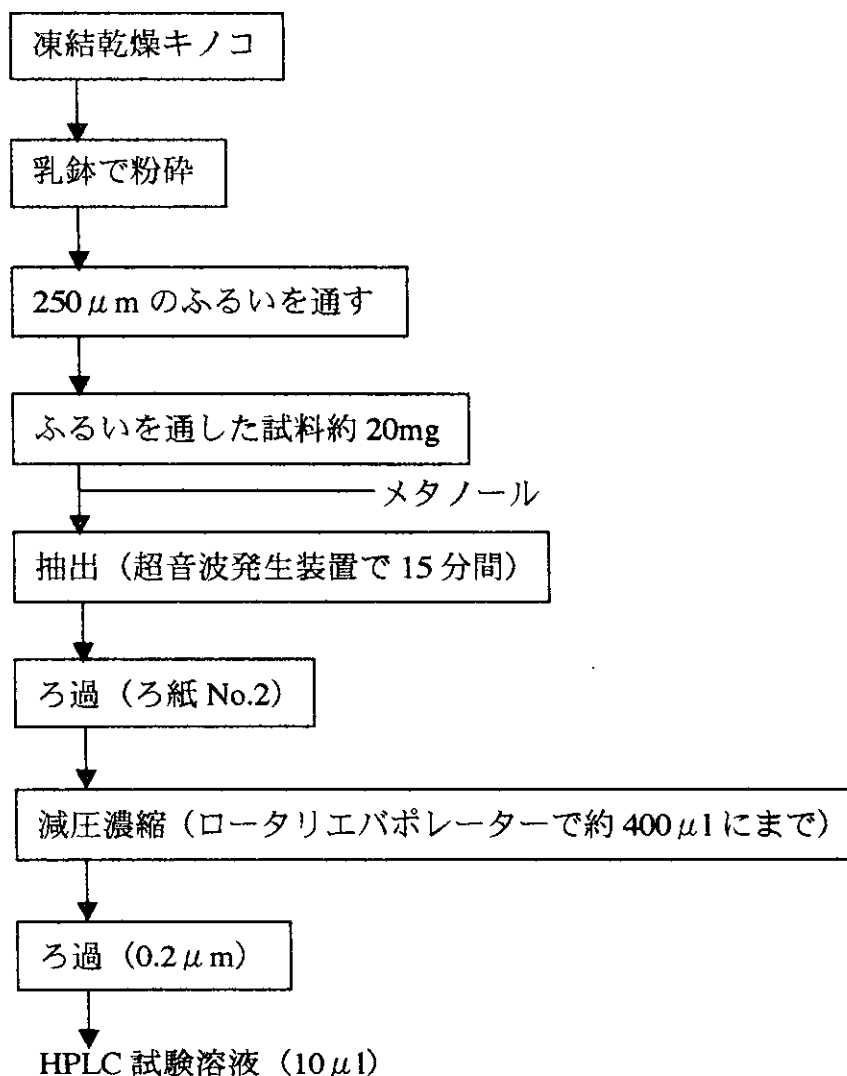 凍結乾燥キノコ
乳鉢で粉砕
250μmのふるいを通す
ふるいを通した試料約20mg
メタノール
抽出（超音波発生装置で15分間）
ろ過（ろ紙No.2）
減圧濃縮（ロータリエバポレーターで約400μlにまで）
ろ過（0.2μm）
HPLC試験溶液（10μl）